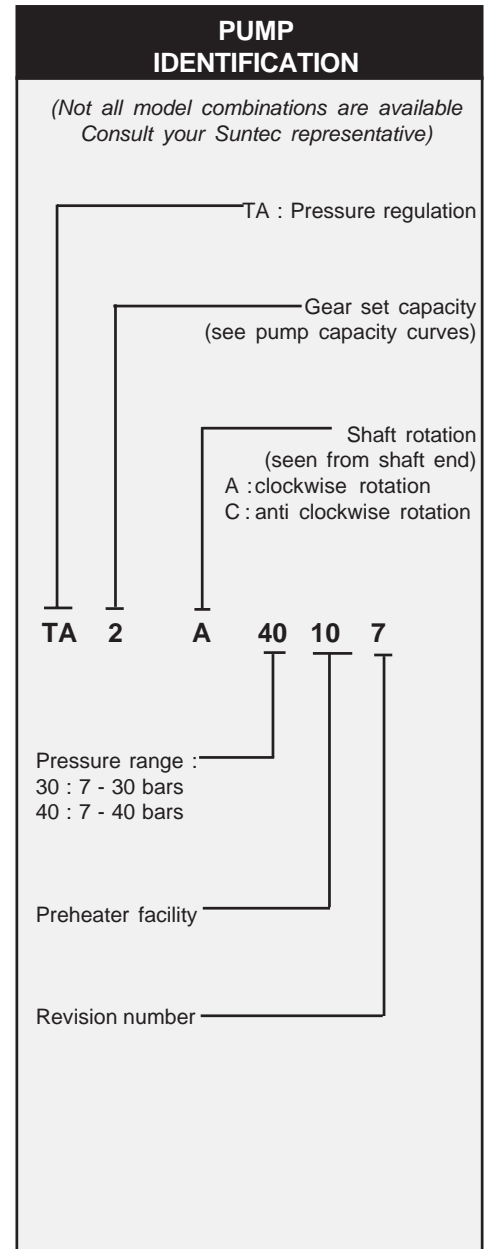 PUMP
IDENTIFICATION
(Not all model combinations are available
Consult your Suntec representative)
TA : Pressure regulation
Gear set capacity
(see pump capacity curves)
Shaft rotation
(seen from shaft end)
A : clockwise rotation
C : anti clockwise rotation
TA 2 A 40 10 7
Pressure range :
30 : 7 - 30 bars
40 : 7 - 40 bars
Preheater facility
Revision number